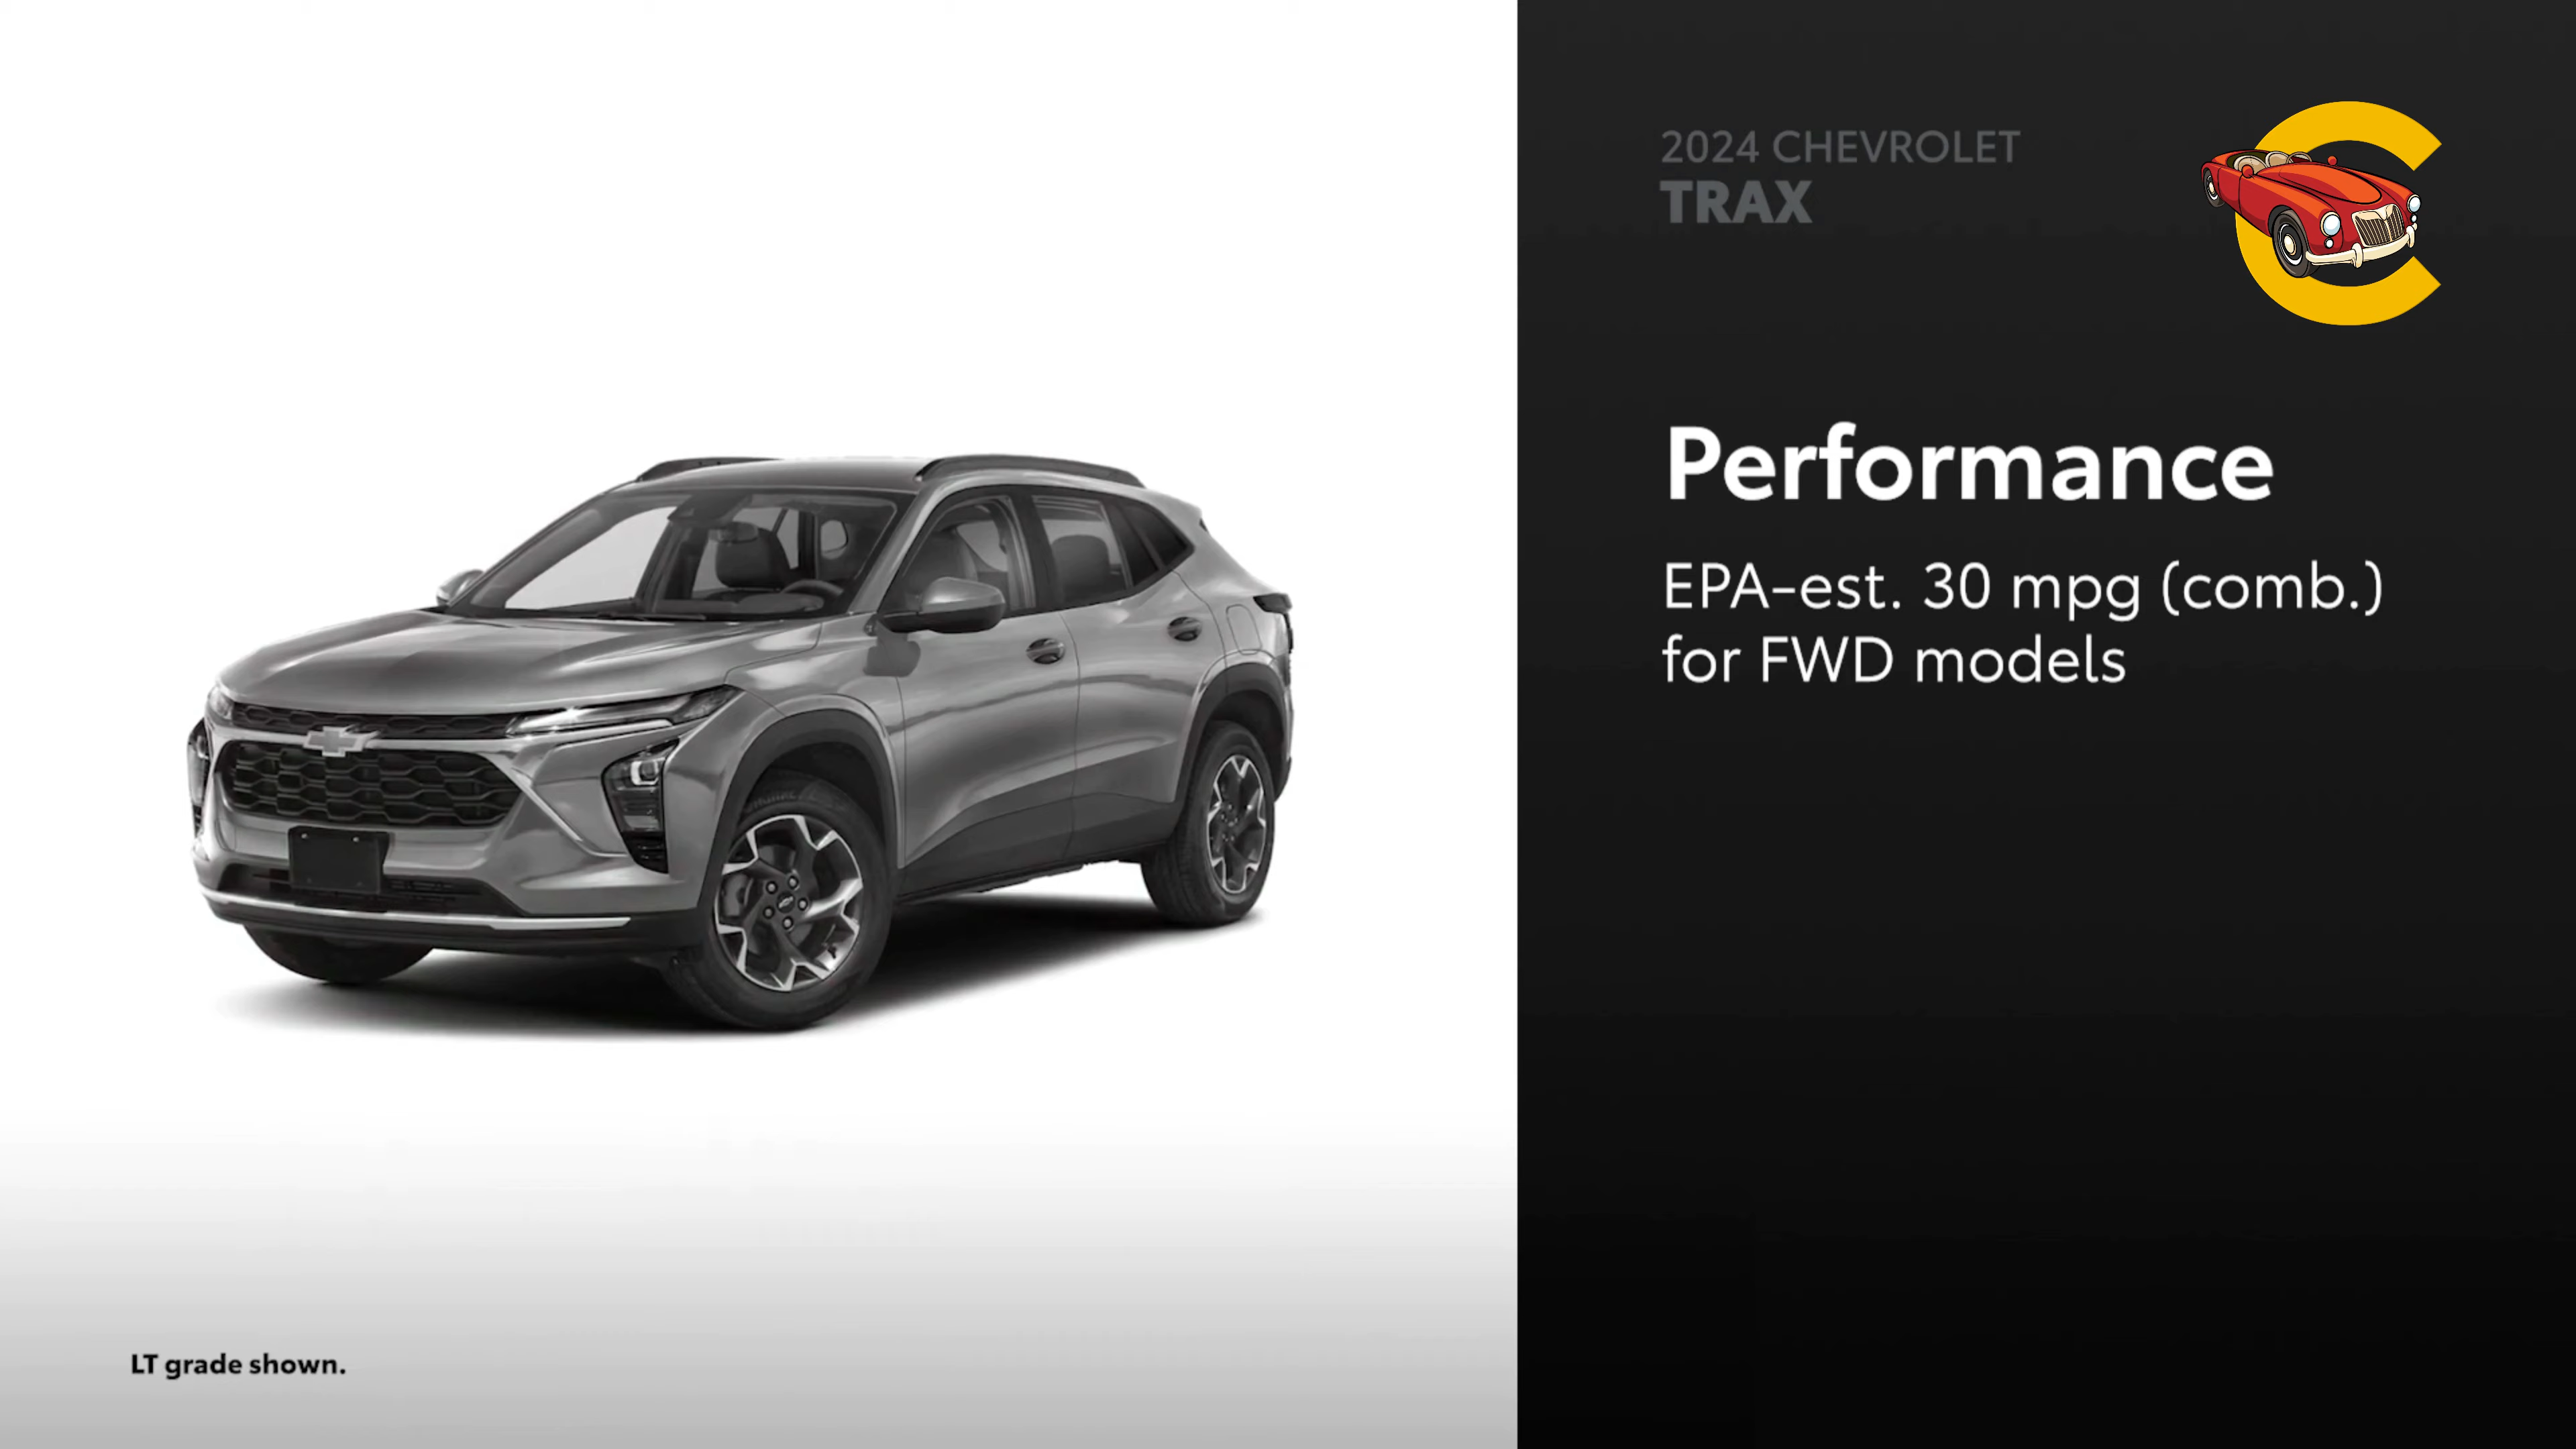 2024 CHEVROLET
TRAX
Performance
EPA-est. 30 mpg (comb.)
for FWD models
LT grade shown.